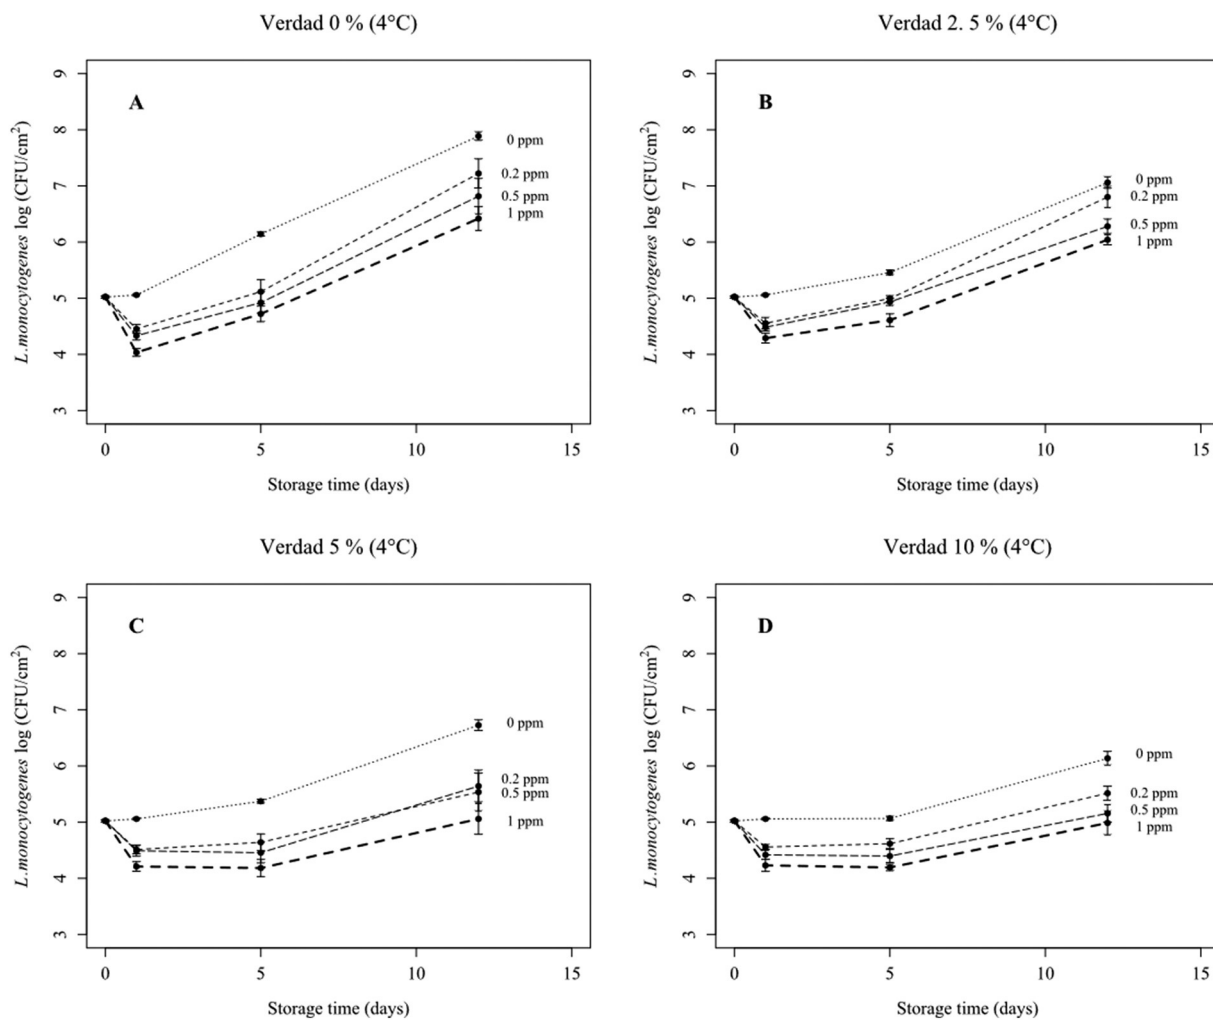 Verdad 0 % (4°C)
A
L.monocytogenes log (CFU/cm²)
9
8
7
6
5
4
3
0 ppm
0.2 ppm
0.5 ppm
1 ppm
0 5 10 15
Storage time (days)
Verdad 2. 5 % (4°C)
B
L.monocytogenes log (CFU/cm²)
9
8
7
6
5
4
3
0 ppm
0.2 ppm
0.5 ppm
1 ppm
0 5 10 15
Storage time (days)
Verdad 5 % (4°C)
C
L.monocytogenes log (CFU/cm²)
9
8
7
6
5
4
3
0 ppm
0.2 ppm
0.5 ppm
1 ppm
0 5 10 15
Storage time (days)
Verdad 10 % (4°C)
D
L.monocytogenes log (CFU/cm²)
9
8
7
6
5
4
3
0 ppm
0.2 ppm
0.5 ppm
1 ppm
0 5 10 15
Storage time (days)